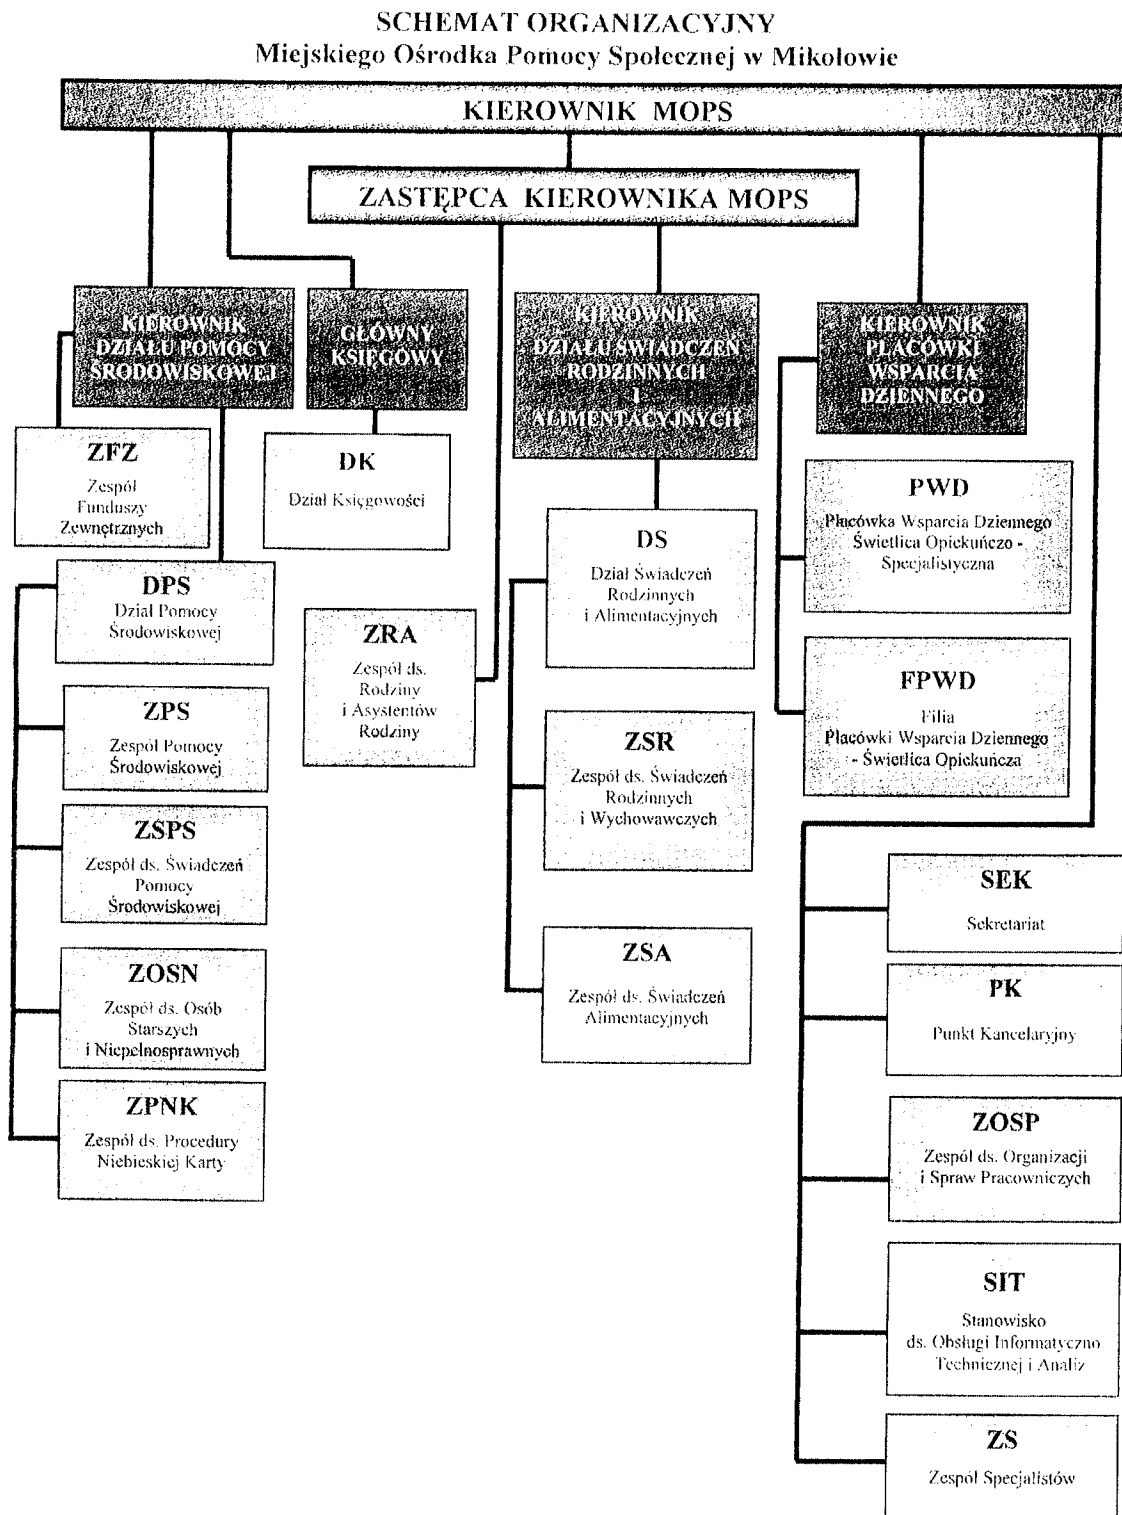 SCHEMAT ORGANIZACYJNY
Miejskiego Ośrodka Pomocy Społecznej w Mikołowie
KIEROWNIK MOPS
ZASTĘPCA KIEROWNIKA MOPS
KIEROWNIK
DZIAŁU POMOCY
ŚRODOWISKOWEJ
GŁÓWNY
KSIĘGOWY
KIEROWNIK
DZIAŁU ŚWIADCZEŃ
RODZINNYCH
I
ALIMENTACYJNYCH
KIEROWNIK
PLACÓWKI
WSPARCIA
DZIENNEGO
ZFZ
Zespół
Funduszy
Zewnętrznych
DK
Dział Księgowości
DPS
Dział Pomocy
Środowiskowej
ZPS
Zespół Pomocy
Środowiskowej
ZSPS
Zespół ds. Świadczeń
Pomocy
Środowiskowej
ZOSN
Zespół ds. Osób
Starszych
i Niepełnosprawnych
ZPNK
Zespół ds. Procedury
Niebieskiej Karty
ZRA
Zespół ds.
Rodziny
i Asystentów
Rodziny
DS
Dział Świadczeń
Rodzinnych
i Alimentacyjnych
ZSR
Zespół ds. Świadczeń
Rodzinnych
i Wychowawczych
ZSA
Zespół ds. Świadczeń
Alimentacyjnych
PWD
Placówka Wsparcia Dziennego
Świetlica Opiekuńczo -
Specjalistyczna
FPWD
Filia
Placówki Wsparcia Dziennego
- Świetlica Opiekuńcza
SEK
Sekretariat
PK
Punkt Kancelaryjny
ZOSP
Zespół ds. Organizacji
i Spraw Pracowniczych
SIT
Stanowisko
ds. Obsługi Informatyczno
Technicznej i Analiz
ZS
Zespół Specjalistów